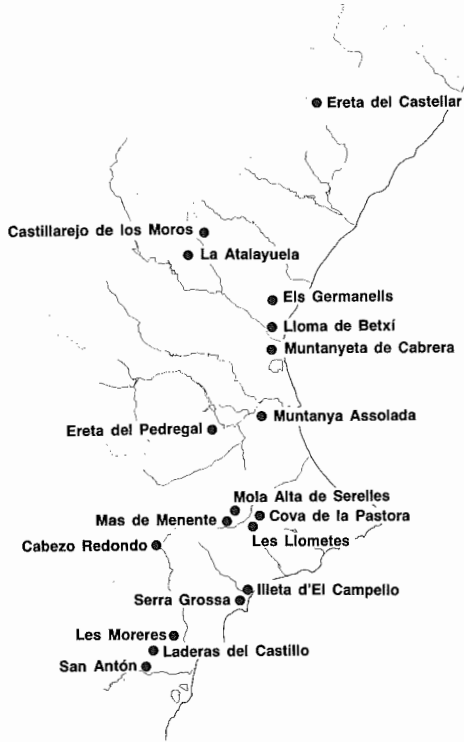 Ereta del Castellar
Castillarejo de los Moros
La Atalayuela
Els Germanells
Lloma de Betxí
Muntanyeta de Cabrera
Muntanya Assolada
Ereta del Pedregal
Mola Alta de Serelles
Mas de Menente
Cova de la Pastora
Les Llometes
Cabezo Redondo
Illeta d'El Campello
Serra Grossa
Les Moreres
Laderas del Castillo
San Antón